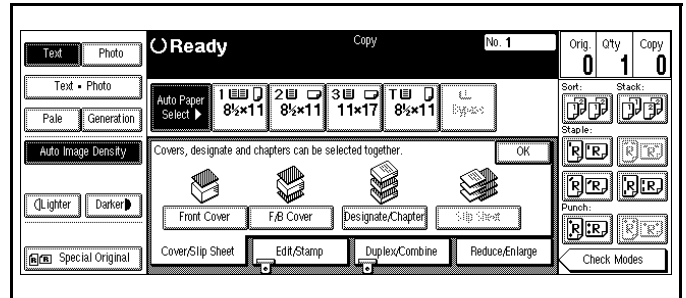 Text Photo
Text • Photo
Pale Generation
Auto Image Density
Lighter Darker
Special Original
Ready
Copy
No. 1
Auto Paper Select
1 8½×11
2 8½×11
3 11×17
T 8½×11
Bypass
Covers, designate and chapters can be selected together.
OK
Front Cover F/B Cover Designate/Chapter Slip Sheet
Cover/Slip Sheet Edit/Stamp Duplex/Combine Reduce/Enlarge
Orig. Q'ty Copy
0 1 0
Sort: Stack:
Staple:
Punch:
Check Modes